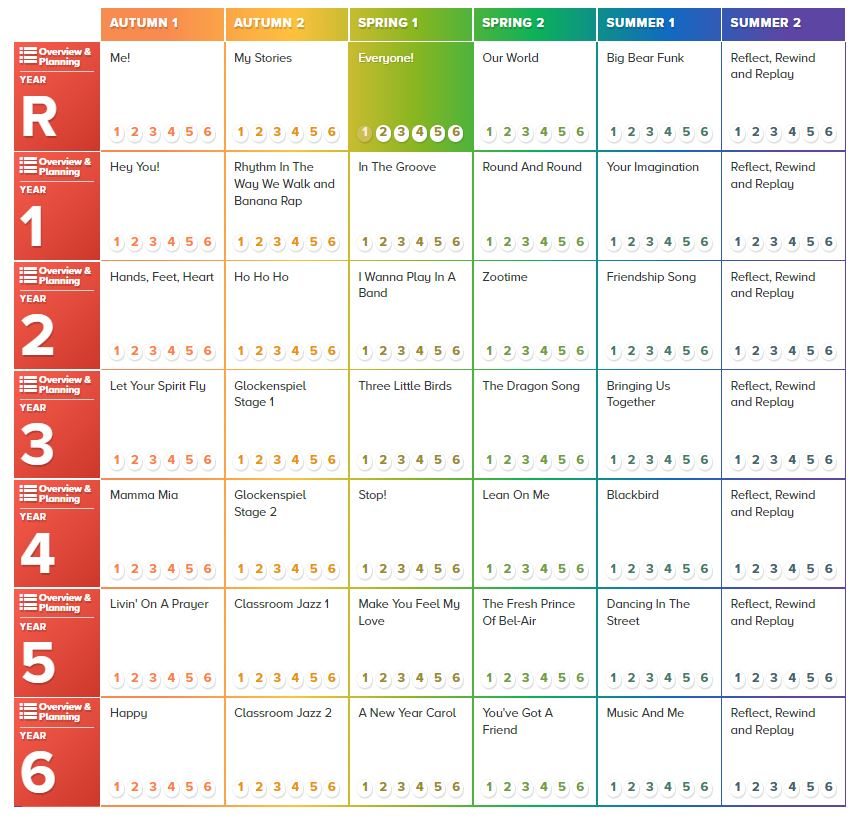 AUTUMN 1 AUTUMN 2 SPRING 1 SPRING 2 SUMMER 1 SUMMER 2
Overview &
Planning
YEAR
R
Me!
1 2 3 4 5 6
My Stories
1 2 3 4 5 6
Everyone!
1 2 3 4 5 6
Our World
1 2 3 4 5 6
Big Bear Funk
1 2 3 4 5 6
Reflect, Rewind
and Replay
1 2 3 4 5 6
Overview &
Planning
YEAR
1
Hey You!
1 2 3 4 5 6
Rhythm In The
Way We Walk and
Banana Rap
1 2 3 4 5 6
In The Groove
1 2 3 4 5 6
Round And Round
1 2 3 4 5 6
Your Imagination
1 2 3 4 5 6
Reflect, Rewind
and Replay
1 2 3 4 5 6
Overview &
Planning
YEAR
2
Hands, Feet, Heart
1 2 3 4 5 6
Ho Ho Ho
1 2 3 4 5 6
I Wanna Play In A
Band
1 2 3 4 5 6
Zootime
1 2 3 4 5 6
Friendship Song
1 2 3 4 5 6
Reflect, Rewind
and Replay
1 2 3 4 5 6
Overview &
Planning
YEAR
3
Let Your Spirit Fly
1 2 3 4 5 6
Glockenspiel
Stage 1
1 2 3 4 5 6
Three Little Birds
1 2 3 4 5 6
The Dragon Song
1 2 3 4 5 6
Bringing Us
Together
1 2 3 4 5 6
Reflect, Rewind
and Replay
1 2 3 4 5 6
Overview &
Planning
YEAR
4
Mamma Mia
1 2 3 4 5 6
Glockenspiel
Stage 2
1 2 3 4 5 6
Stop!
1 2 3 4 5 6
Lean On Me
1 2 3 4 5 6
Blackbird
1 2 3 4 5 6
Reflect, Rewind
and Replay
1 2 3 4 5 6
Overview &
Planning
YEAR
5
Livin' On A Prayer
1 2 3 4 5 6
Classroom Jazz 1
1 2 3 4 5 6
Make You Feel My
Love
1 2 3 4 5 6
The Fresh Prince
Of Bel-Air
1 2 3 4 5 6
Dancing In The
Street
1 2 3 4 5 6
Reflect, Rewind
and Replay
1 2 3 4 5 6
Overview &
Planning
YEAR
6
Happy
1 2 3 4 5 6
Classroom Jazz 2
1 2 3 4 5 6
A New Year Carol
1 2 3 4 5 6
You've Got A
Friend
1 2 3 4 5 6
Music And Me
1 2 3 4 5 6
Reflect, Rewind
and Replay
1 2 3 4 5 6